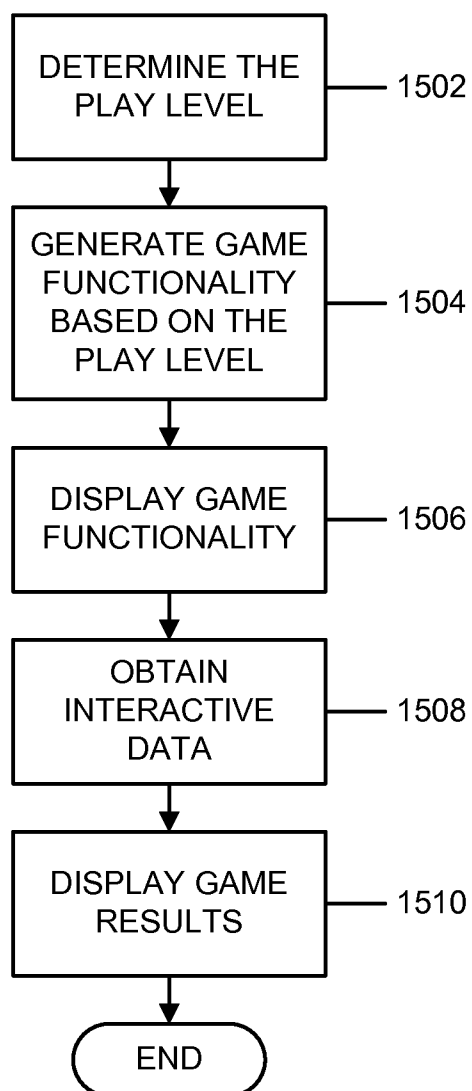 DETERMINE THE
PLAY LEVEL
1502
GENERATE GAME
FUNCTIONALITY
BASED ON THE
PLAY LEVEL
1504
DISPLAY GAME
FUNCTIONALITY
1506
OBTAIN
INTERACTIVE
DATA
1508
DISPLAY GAME
RESULTS
1510
END